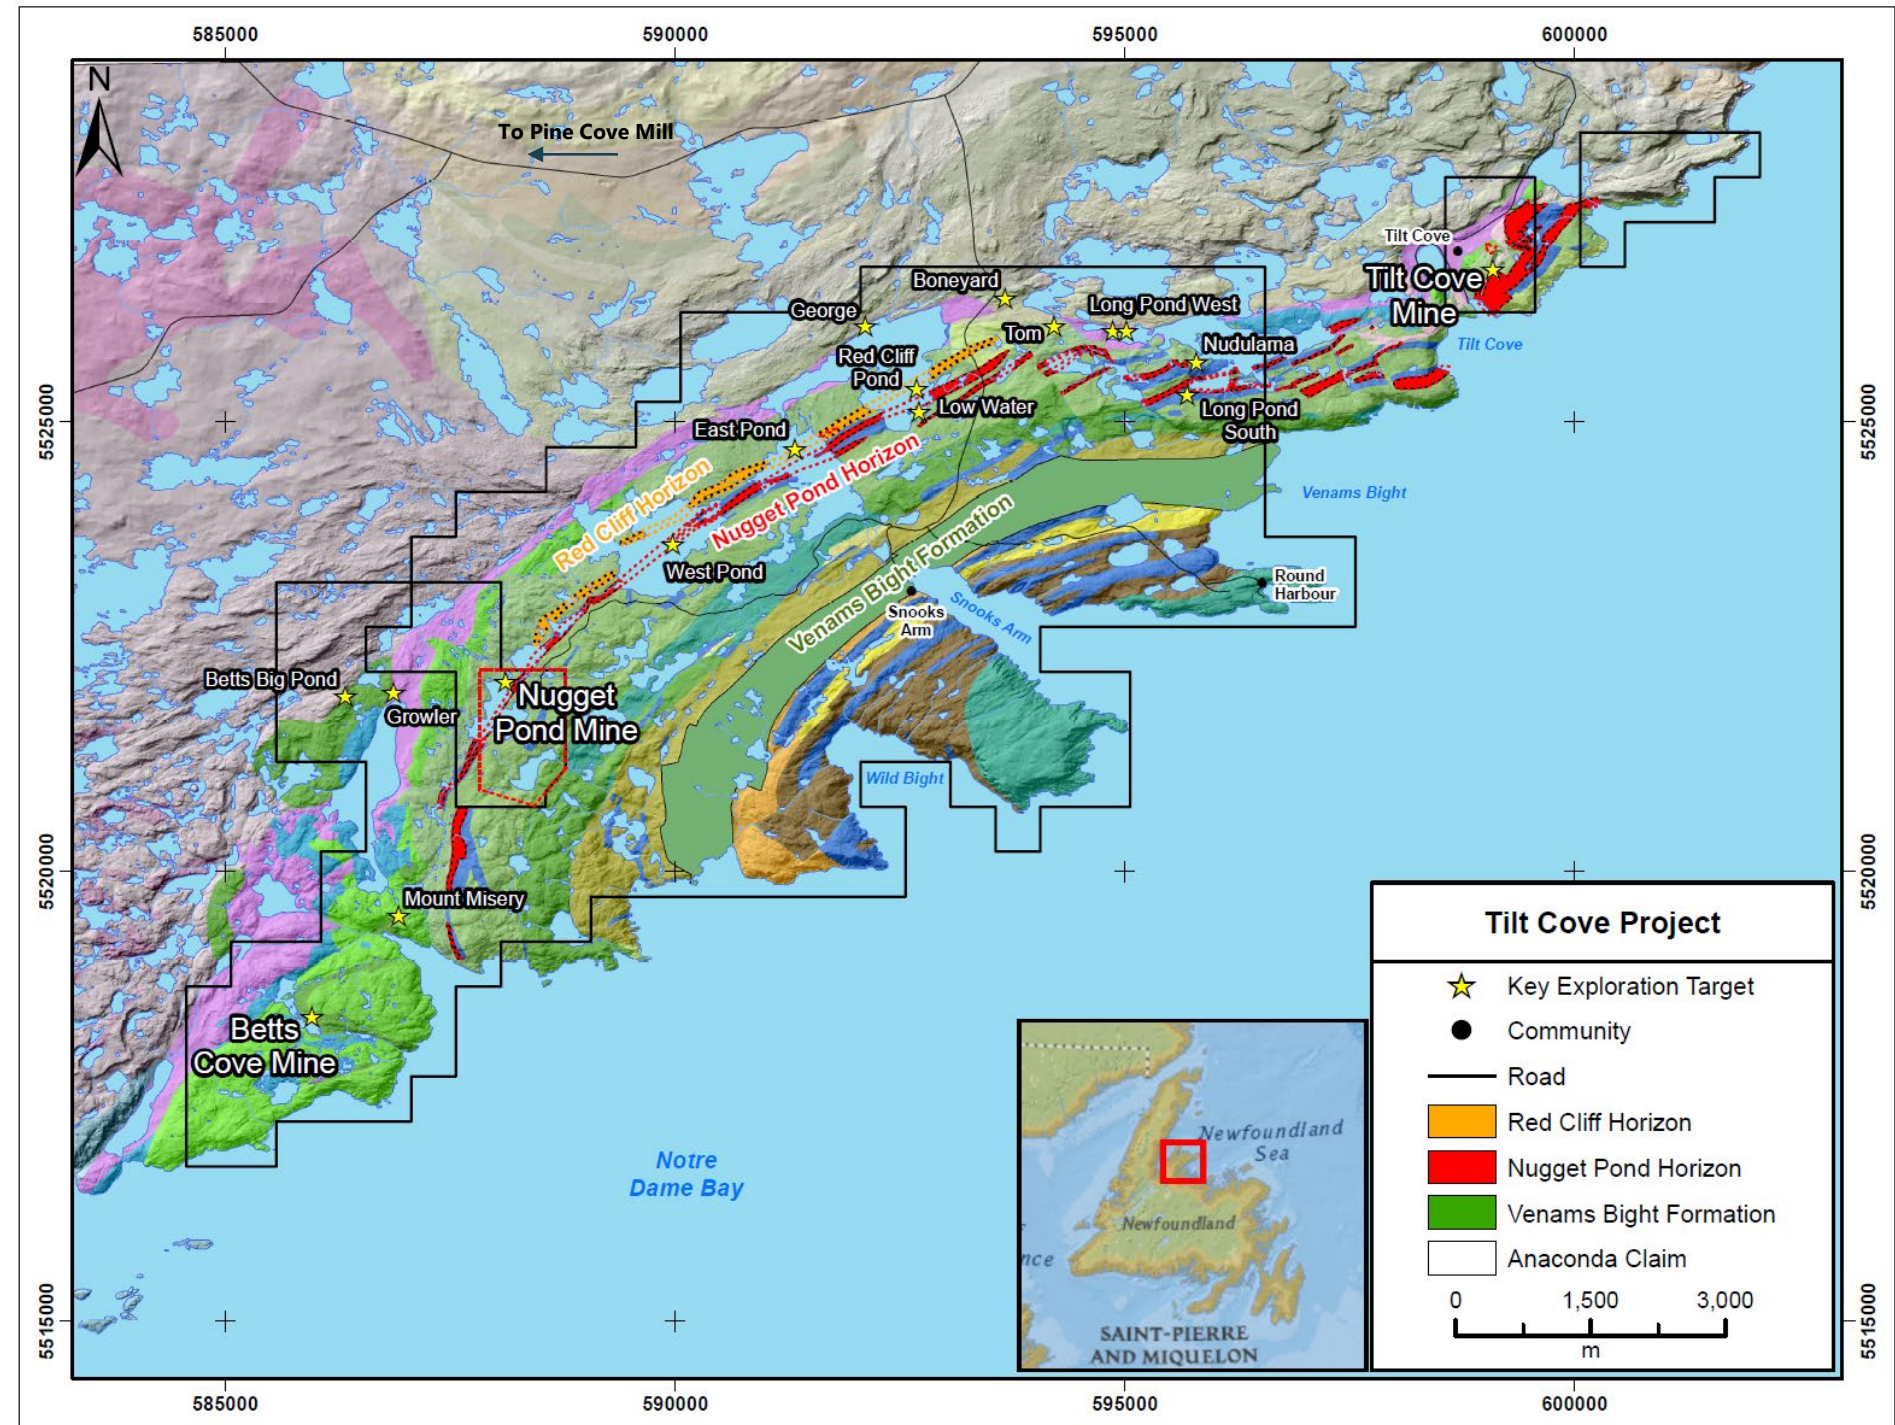 585000
590000
595000
600000
N
To Pine Cove Mill
Tilt Cove
Tilt Cove
Mine
Boneyard
George
Long Pond West
Tom
Nudulama
Tilt Cove
Red Cliff
Pond
Low Water
Long Pond
South
East Pond
5525000
5525000
Red Cliff Horizon
Nugget Pond Horizon
Venams Bight
Venams Bight Formation
West Pond
Round
Harbour
Snooks
Arm
Snooks Arm
Betts Big Pond
Growler
Nugget
Pond Mine
Wild Bight
5520000
5520000
Mount Misery
Betts
Cove Mine
Notre
Dame Bay
Newfoundland
Sea
Newfoundland
nce
SAINT-PIERRE
AND MIQUELON
Tilt Cove Project
Key Exploration Target
Community
Road
Red Cliff Horizon
Nugget Pond Horizon
Venams Bight Formation
Anaconda Claim
0 1,500 3,000
m
5515000
5515000
585000
590000
595000
600000